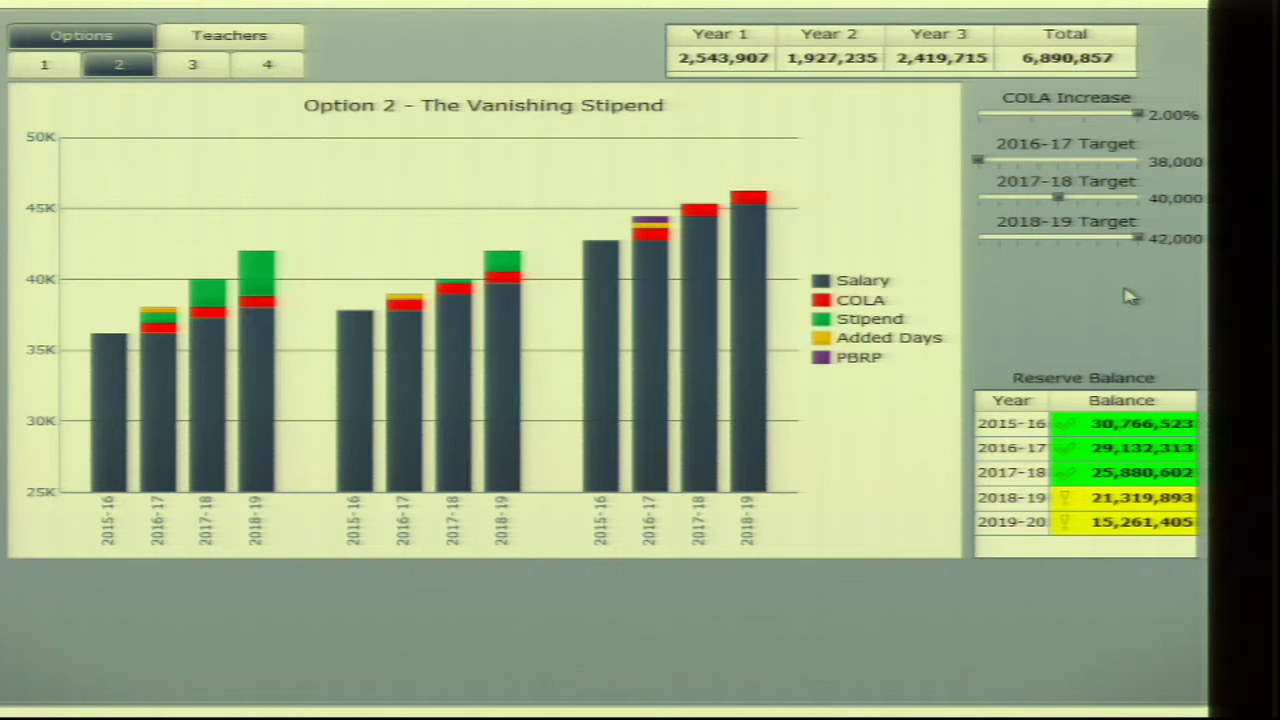 Options Teachers
1 2 3 4
Year 1 Year 2 Year 3 Total
2,543,907 1,927,235 2,419,715 6,890,857
Option 2 - The Vanishing Stipend
50K
45K
40K
35K
30K
25K
2015-16 2016-17 2017-18 2018-19 2015-16 2016-17 2017-18 2018-19 2015-16 2016-17 2017-18 2018-19
Salary
COLA
Stipend
Added Days
PBRP
COLA Increase
2.00%
2016-17 Target
38,000
2017-18 Target
40,000
2018-19 Target
42,000
Reserve Balance
Year Balance
2015-16 30,766,523
2016-17 29,132,313
2017-18 25,880,602
2018-19 21,319,893
2019-20 15,261,405